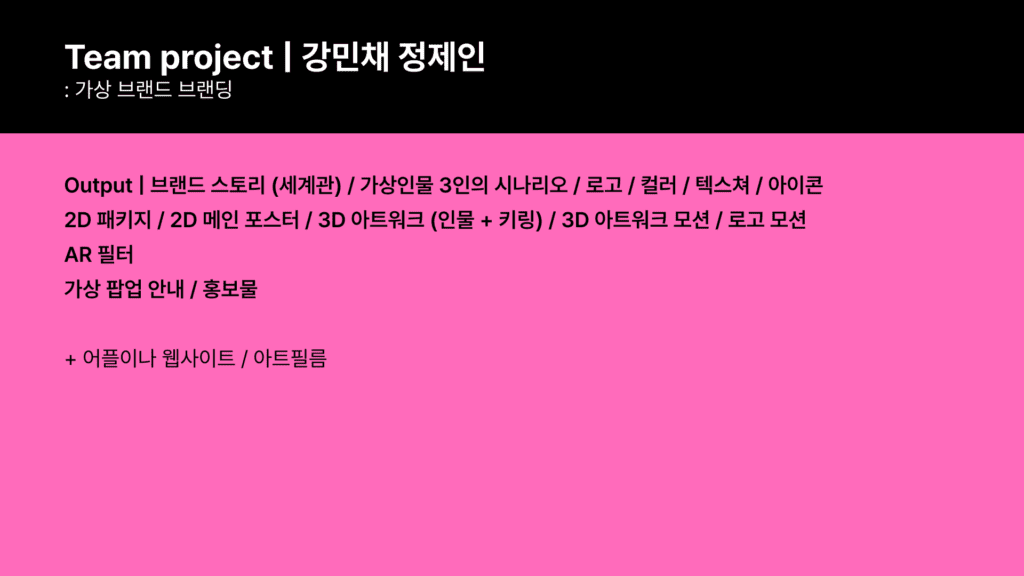 Team project | 강민채 정제인
: 가상 브랜드 브랜딩
Output | 브랜드 스토리 (세계관) / 가상인물 3인의 시나리오 / 로고 / 컬러 / 텍스쳐 / 아이콘
2D 패키지 / 2D 메인 포스터 / 3D 아트워크 (인물 + 키링) / 3D 아트워크 모션 / 로고 모션
AR 필터
가상 팝업 안내 / 홍보물
+ 어플이나 웹사이트 / 아트필름